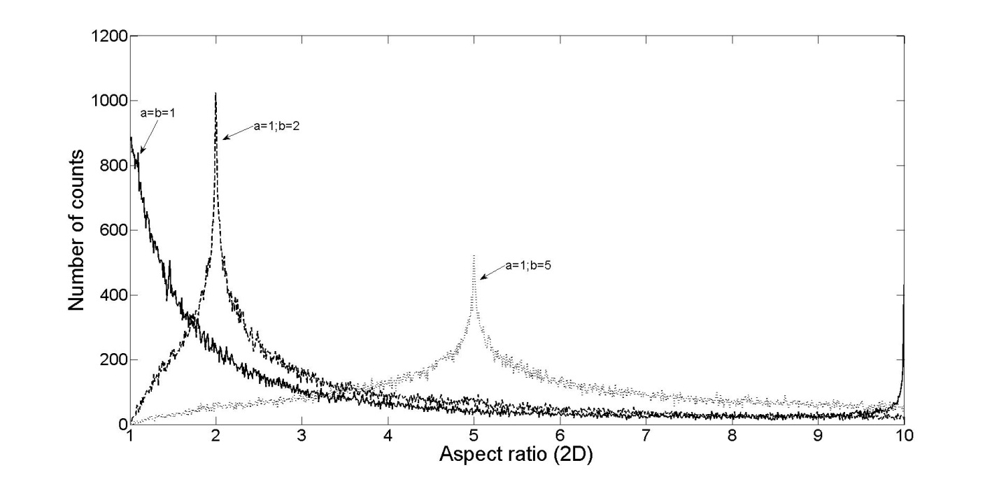 1200
1000
800
600
400
200
0
Number of counts
a=b=1
a=1;b=2
a=1;b=5
1 2 3 4 5 6 7 8 9 10
Aspect ratio (2D)